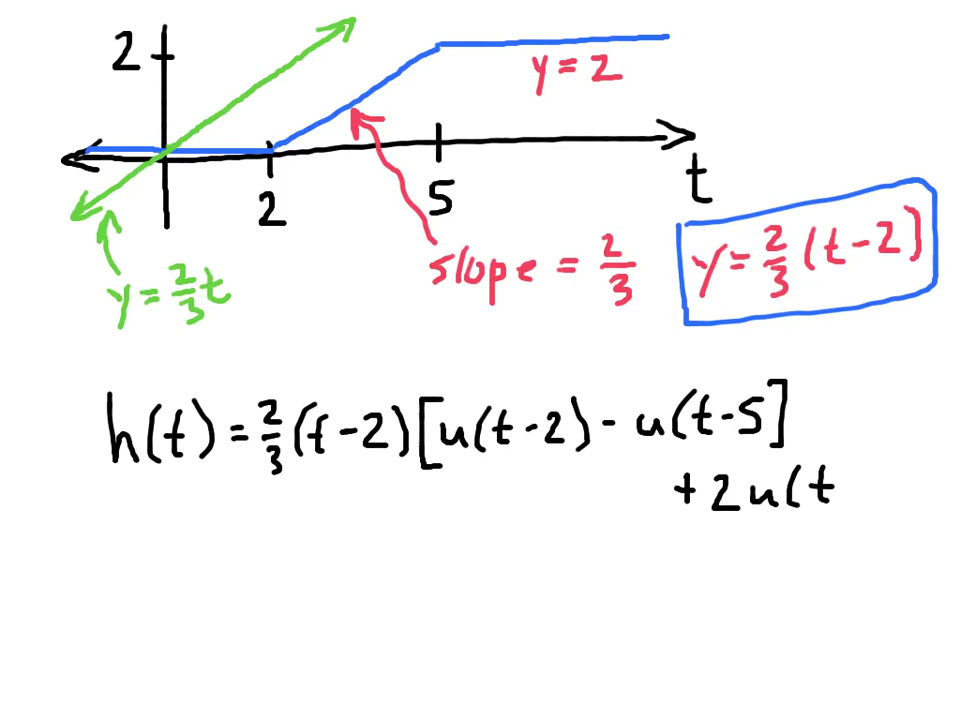 2
y = 2
2
5
t
y = 2/3 t
slope = 2/3
y = 2/3 (t - 2)
h(t) = 2/3 (t - 2) [u(t - 2) - u(t - 5]
+ 2u(t